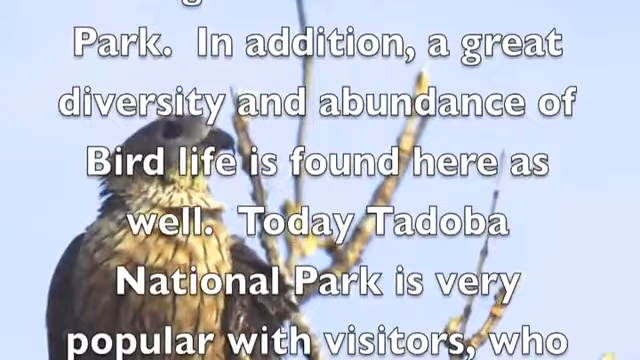 Park.  In addition, a great
diversity and abundance of
Bird life is found here as
well.  Today Tadoba
National Park is very
popular with visitors, who